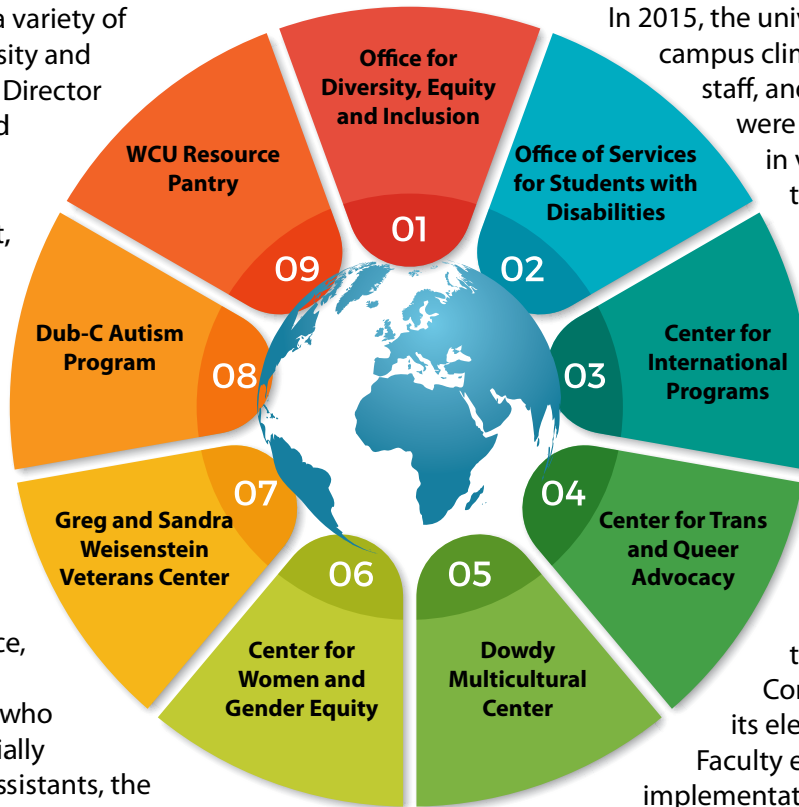 a variety of
sity and
Director
d
t,
ce,
who
ially
ssistants, the
Office for
Diversity, Equity
and Inclusion
01
Office of Services
for Students with
Disabilities
02
Center for
International
Programs
03
Center for Trans
and Queer
Advocacy
04
Dowdy
Multicultural
Center
05
Center for
Women and
Gender Equity
06
Greg and Sandra
Weisenstein
Veterans Center
07
Dub-C Autism
Program
08
WCU Resource
Pantry
09
In 2015, the univ
campus clim
staff, and
were
in v
t
t
Cor
its ele
Faculty e
implementat